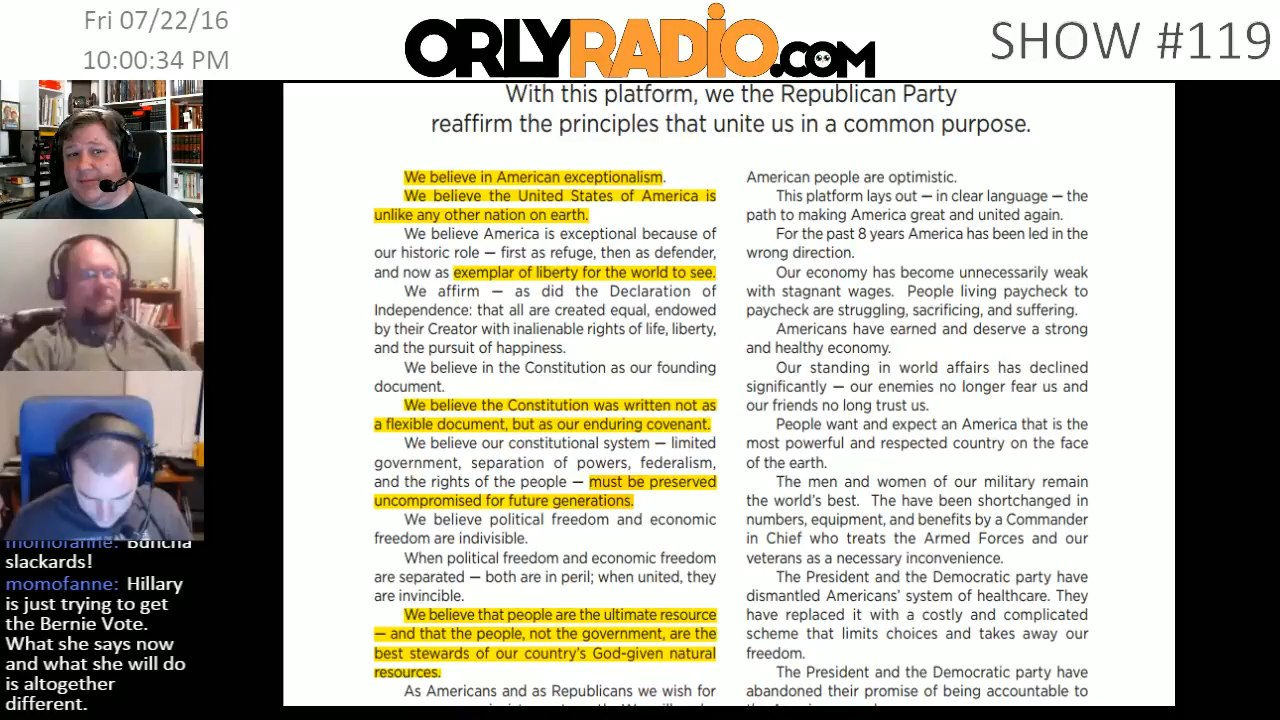 Fri 07/22/16
10:00:34 PM
ORLYRADIO.COM
SHOW #119
With this platform, we the Republican Party
reaffirm the principles that unite us in a common purpose.
We believe in American exceptionalism.
We believe the United States of America is
unlike any other nation on earth.
We believe America is exceptional because of
our historic role — first as refuge, then as defender,
and now as exemplar of liberty for the world to see.
We affirm — as did the Declaration of
Independence: that all are created equal, endowed
by their Creator with inalienable rights of life, liberty,
and the pursuit of happiness.
We believe in the Constitution as our founding
document.
We believe the Constitution was written not as
a flexible document, but as our enduring covenant.
We believe our constitutional system — limited
government, separation of powers, federalism,
and the rights of the people — must be preserved
uncompromised for future generations.
We believe political freedom and economic
freedom are indivisible.
When political freedom and economic freedom
are separated — both are in peril; when united, they
are invincible.
We believe that people are the ultimate resource
— and that the people, not the government, are the
best stewards of our country's God-given natural
resources.
As Americans and as Republicans we wish for
American people are optimistic.
This platform lays out — in clear language — the
path to making America great and united again.
For the past 8 years America has been led in the
wrong direction.
Our economy has become unnecessarily weak
with stagnant wages. People living paycheck to
paycheck are struggling, sacrificing, and suffering.
Americans have earned and deserve a strong
and healthy economy.
Our standing in world affairs has declined
significantly — our enemies no longer fear us and
our friends no long trust us.
People want and expect an America that is the
most powerful and respected country on the face
of the earth.
The men and women of our military remain
the world's best. The have been shortchanged in
numbers, equipment, and benefits by a Commander
in Chief who treats the Armed Forces and our
veterans as a necessary inconvenience.
The President and the Democratic party have
dismantled Americans' system of healthcare. They
have replaced it with a costly and complicated
scheme that limits choices and takes away our
freedom.
The President and the Democratic party have
abandoned their promise of being accountable to
momofanne: Buncha
slackards!
momofanne: Hillary
is just trying to get
the Bernie Vote.
What she says now
and what she will do
is altogether
different.